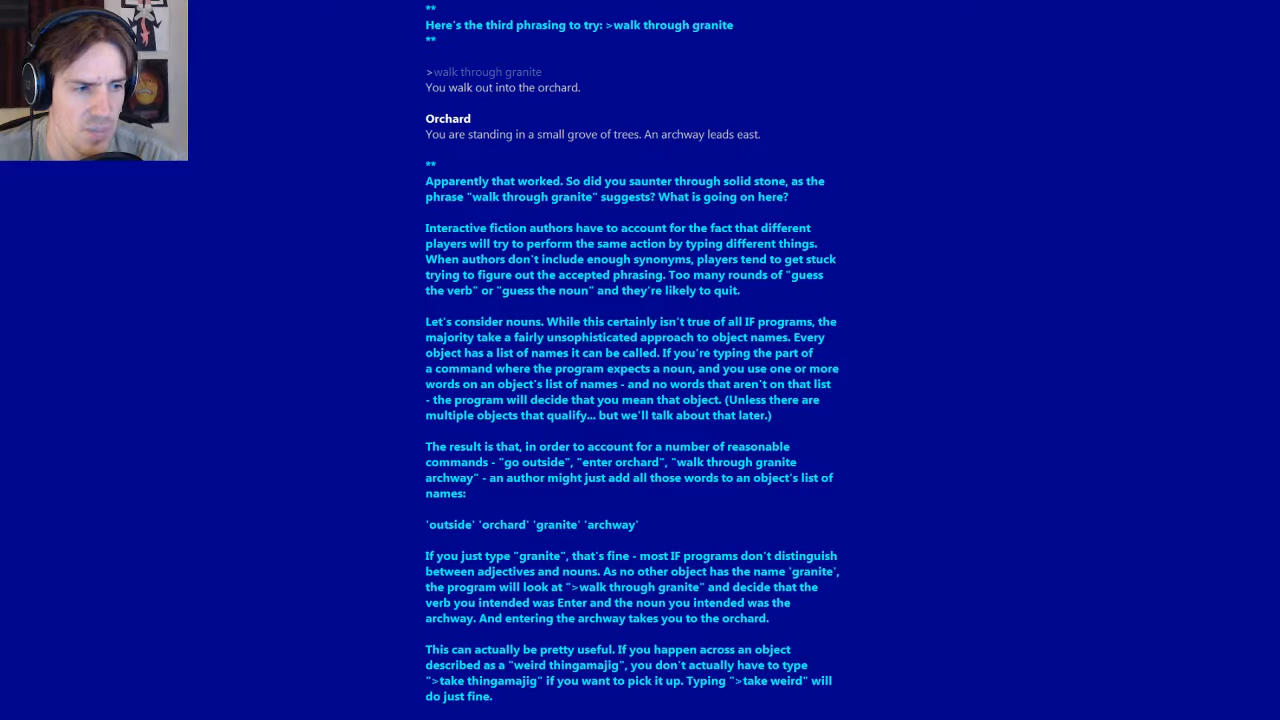 **
Here's the third phrasing to try: >walk through granite
**
>walk through granite
You walk out into the orchard.
Orchard
You are standing in a small grove of trees. An archway leads east.
**
Apparently that worked. So did you saunter through solid stone, as the
phrase "walk through granite" suggests? What is going on here?
Interactive fiction authors have to account for the fact that different
players will try to perform the same action by typing different things.
When authors don't include enough synonyms, players tend to get stuck
trying to figure out the accepted phrasing. Too many rounds of "guess
the verb" or "guess the noun" and they're likely to quit.
Let's consider nouns. While this certainly isn't true of all IF programs, the
majority take a fairly unsophisticated approach to object names. Every
object has a list of names it can be called. If you're typing the part of
a command where the program expects a noun, and you use one or more
words on an object's list of names - and no words that aren't on that list
- the program will decide that you mean that object. (Unless there are
multiple objects that qualify... but we'll talk about that later.)
The result is that, in order to account for a number of reasonable
commands - "go outside", "enter orchard", "walk through granite
archway" - an author might just add all those words to an object's list of
names:
'outside' 'orchard' 'granite' 'archway'
If you just type "granite", that's fine - most IF programs don't distinguish
between adjectives and nouns. As no other object has the name 'granite',
the program will look at ">walk through granite" and decide that the
verb you intended was Enter and the noun you intended was the
archway. And entering the archway takes you to the orchard.
This can actually be pretty useful. If you happen across an object
described as a "weird thingamajig", you don't actually have to type
">take thingamajig" if you want to pick it up. Typing ">take weird" will
do just fine.